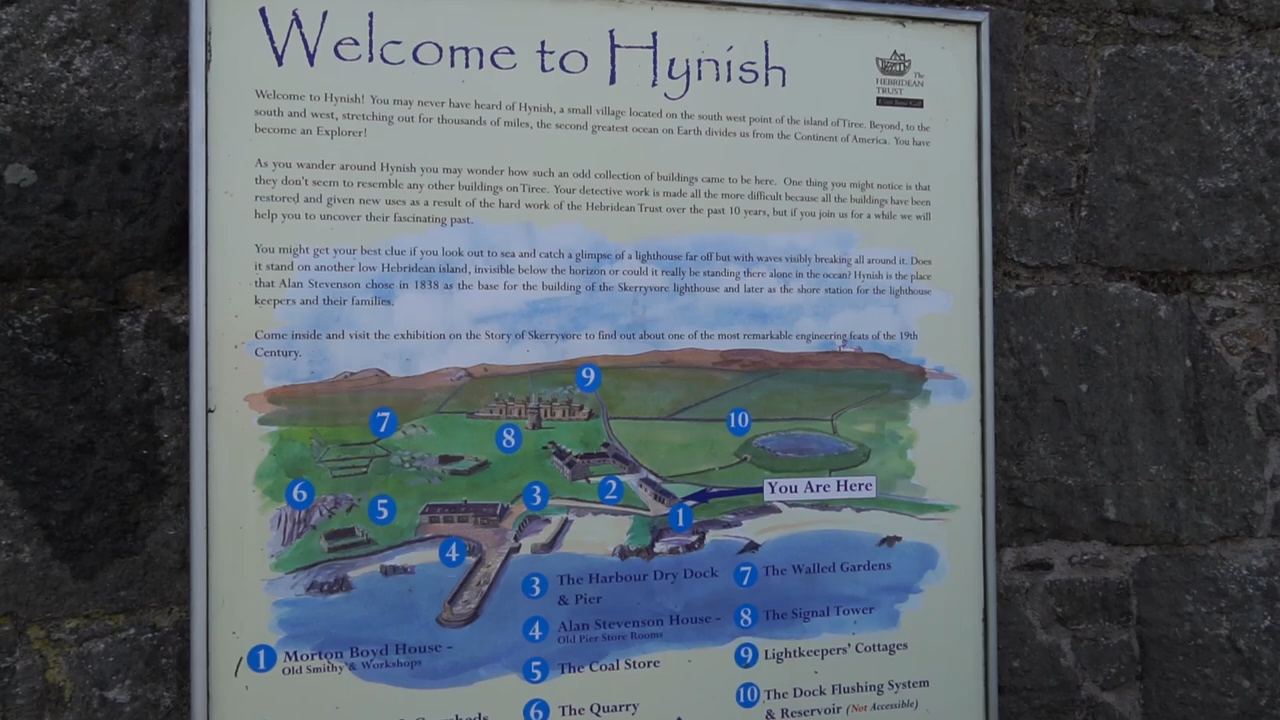 Welcome to Hynish
The
HEBRIDEAN
TRUST
Welcome to Hynish! You may never have heard of Hynish, a small village located on the south west point of the island of Tiree. Beyond, to the
south and west, stretching out for thousands of miles, the second greatest ocean on Earth divides us from the Continent of America. You have
become an Explorer!
As you wander around Hynish you may wonder how such an odd collection of buildings came to be here. One thing you might notice is that
they don't seem to resemble any other buildings on Tiree. Your detective work is made all the more difficult because all the buildings have been
restored and given new uses as a result of the hard work of the Hebridean Trust over the past 10 years, but if you join us for a while we will
help you to uncover their fascinating past.
You might get your best clue if you look out to sea and catch a glimpse of a lighthouse far off but with waves visibly breaking all around it. Does
it stand on another low Hebridean island, invisible below the horizon or could it really be standing there alone in the ocean? Hynish is the place
that Alan Stevenson chose in 1838 as the base for the building of the Skerryvore lighthouse and later as the shore station for the lighthouse
keepers and their families.
Come inside and visit the exhibition on the Story of Skerryvore to find out about one of the most remarkable engineering feats of the 19th
Century.
9
7
10
8
6
5
3
2
You Are Here
1
4
1 Morton Boyd House -
Old Smithy & Workshops
3 The Harbour Dry Dock
& Pier
4 Alan Stevenson House -
Old Pier Store Rooms
5 The Coal Store
6 The Quarry
7 The Walled Gardens
8 The Signal Tower
9 Lightkeepers' Cottages
10 The Dock Flushing System
& Reservoir (Not Accessible)